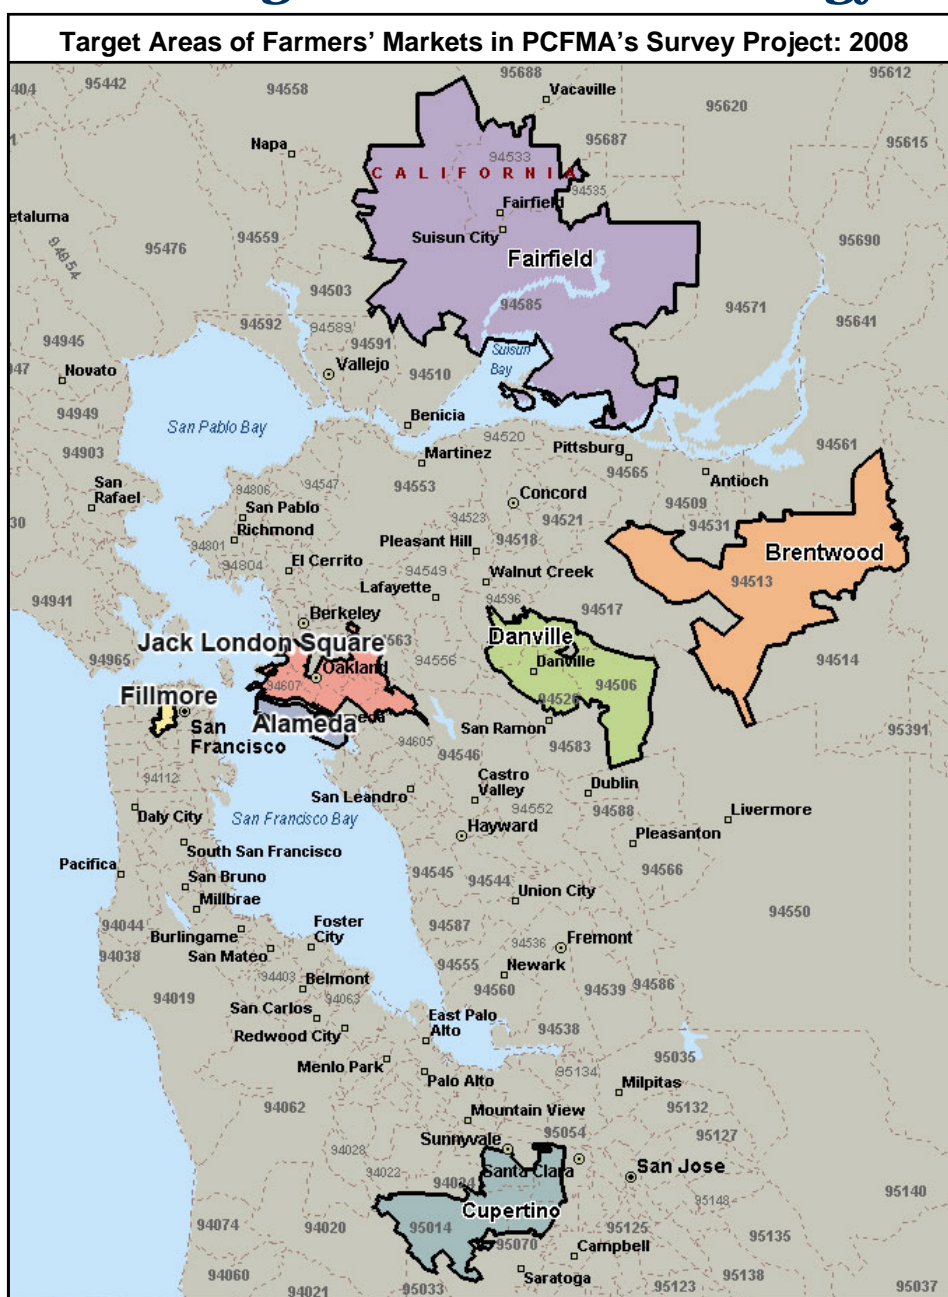 Target Areas of Farmers’ Markets in PCFMA’s Survey Project: 2008
95688
95612
404
95442
94558
Vacaville
95620
Napa
95687
95615
94533
CALIFORNIA
94535
Fairfield
etaluma
Suisun City
94954
95476
94559
Fairfield
95690
94503
94585
94571
94592
94589
95641
94945
94591
Suisun
Bay
47
Novato
Vallejo
94510
94949
Benicia
San Pablo Bay
94520
94903
Martinez
Pittsburg
94561
San
Rafael
94806
94547
94553
94565
Antioch
30
San Pablo
Concord
94509
Richmond
94523
94521
94531
94801
Pleasant Hill
94518
Brentwood
94804
El Cerrito
94549
Walnut Creek
94513
94941
Lafayette
94596
94517
Berkeley
94965
Jack London Square
563
94556
Danville
94514
Oakland
Danville
94607
94506
94526
Fillmore
Alameda
San
Francisco
San Ramon
95391
94605
94546
94583
94112
San Leandro
Castro
Valley
Dublin
Daly City
San Francisco Bay
94552
94588
Livermore
Hayward
Pleasanton
South San Francisco
Pacifica
San Bruno
94545
94544
94566
Millbrae
Union City
94044
Foster
City
94587
94550
Burlingame
94536
Fremont
94038
San Mateo
94555
Newark
94403
Belmont
94560
94539
94586
94019
94063
San Carlos
Redwood City
East Palo
Alto
94538
Menlo Park
95035
95134
Palo Alto
Milpitas
94062
Mountain View
95132
Sunnyvale
95054
95127
94028
94022
Santa Clara
San Jose
94024
95148
95140
Cupertino
94074
94020
95014
95125
95135
95070
Campbell
94060
Saratoga
95138
94021
95033
95123
95037